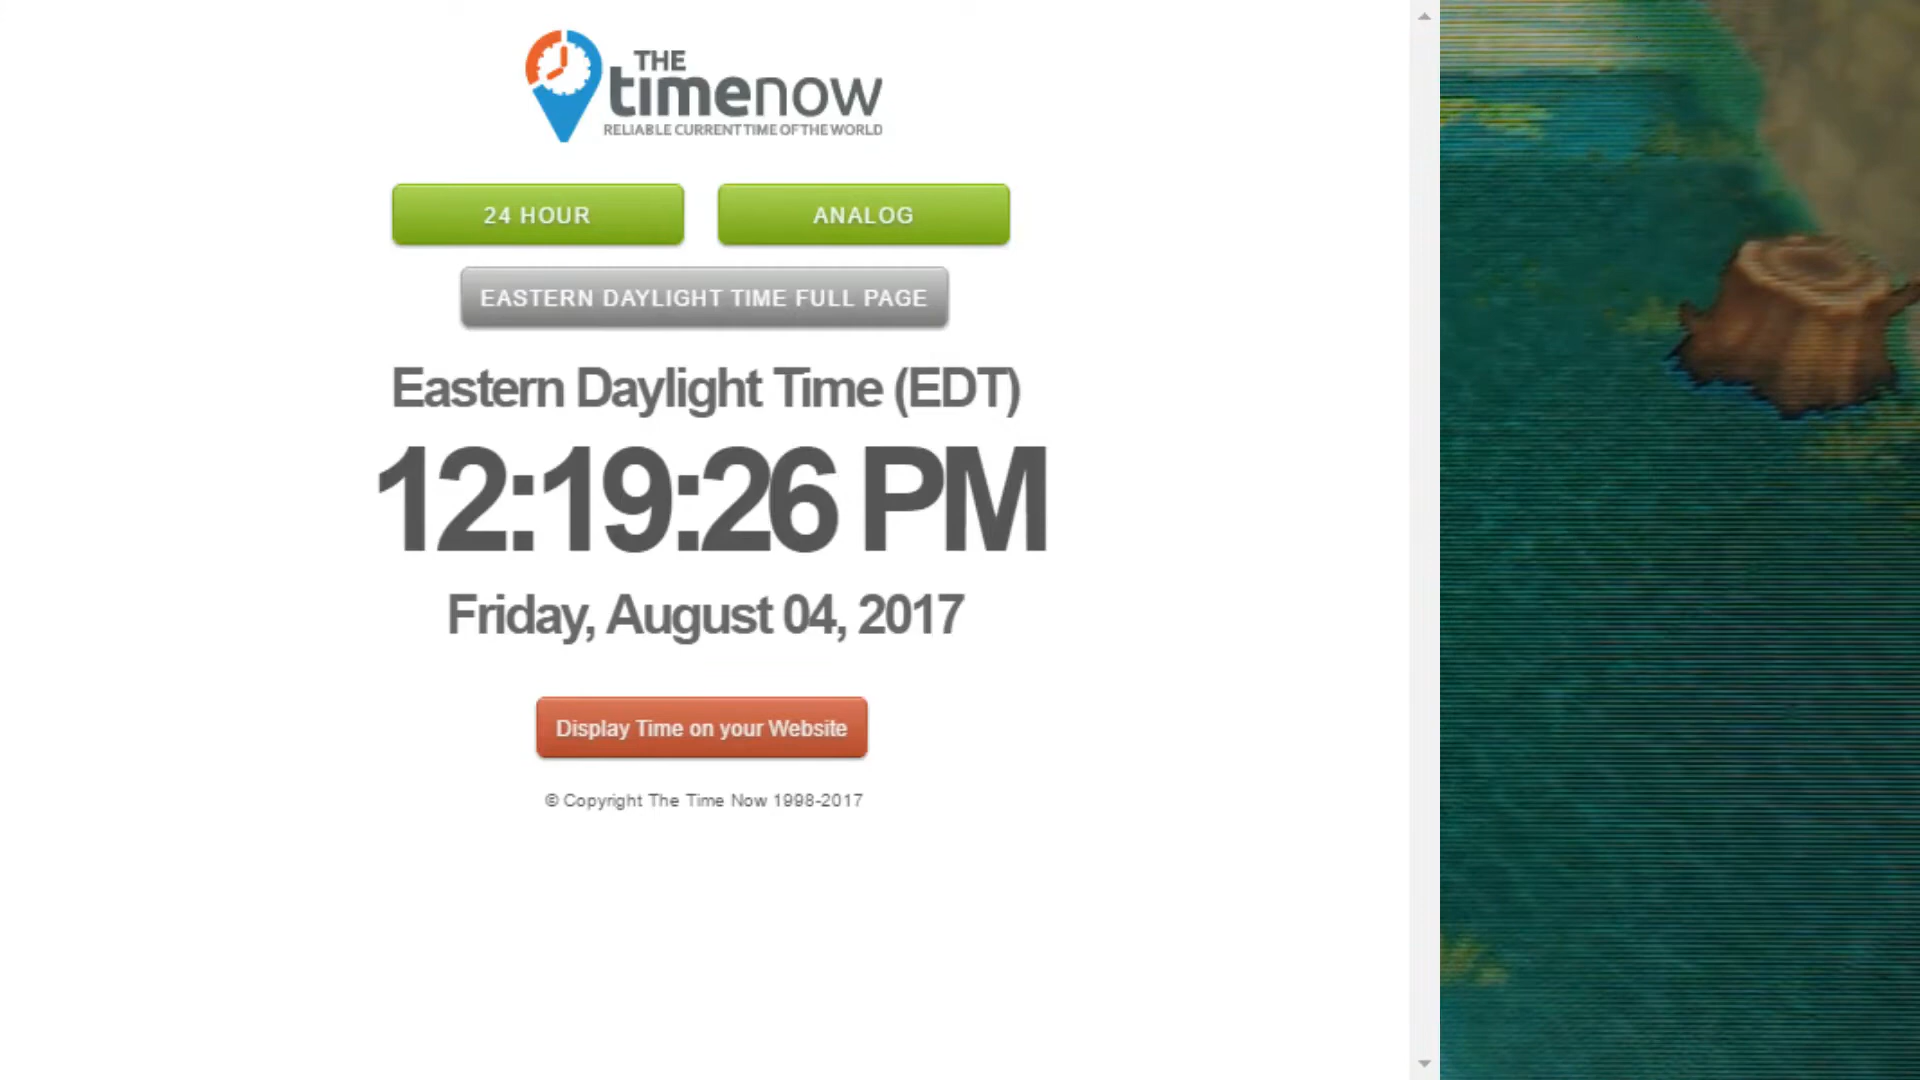 THE
timenow
RELIABLE CURRENT TIME OF THE WORLD
24 HOUR
ANALOG
EASTERN DAYLIGHT TIME FULL PAGE
Eastern Daylight Time (EDT)
12:19:26 PM
Friday, August 04, 2017
Display Time on your Website
© Copyright The Time Now 1998-2017